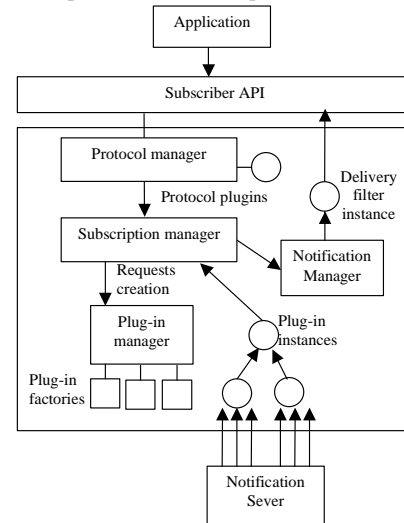 Application
Subscriber API
Protocol manager
Delivery
filter
instance
Protocol plugins
Subscription manager
Notification
Manager
Requests
creation
Plug-in
manager
Plug-in
instances
Plug-in
factories
Notification
Sever